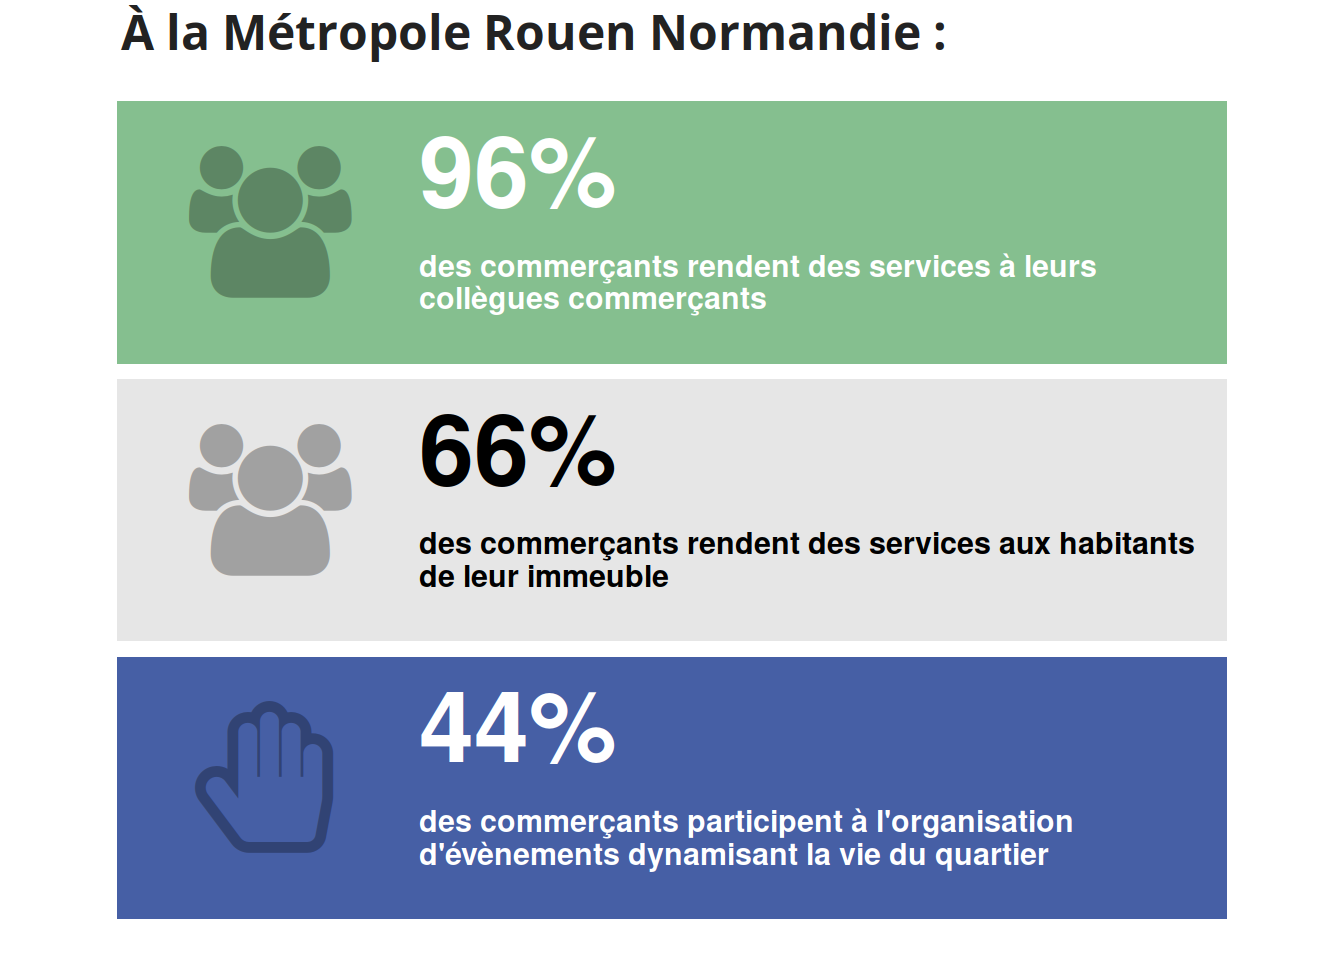 À la Métropole Rouen Normandie :
96%
des commerçants rendent des services à leurs
collègues commerçants
66%
des commerçants rendent des services aux habitants
de leur immeuble
44%
des commerçants participent à l'organisation
d'évènements dynamisant la vie du quartier